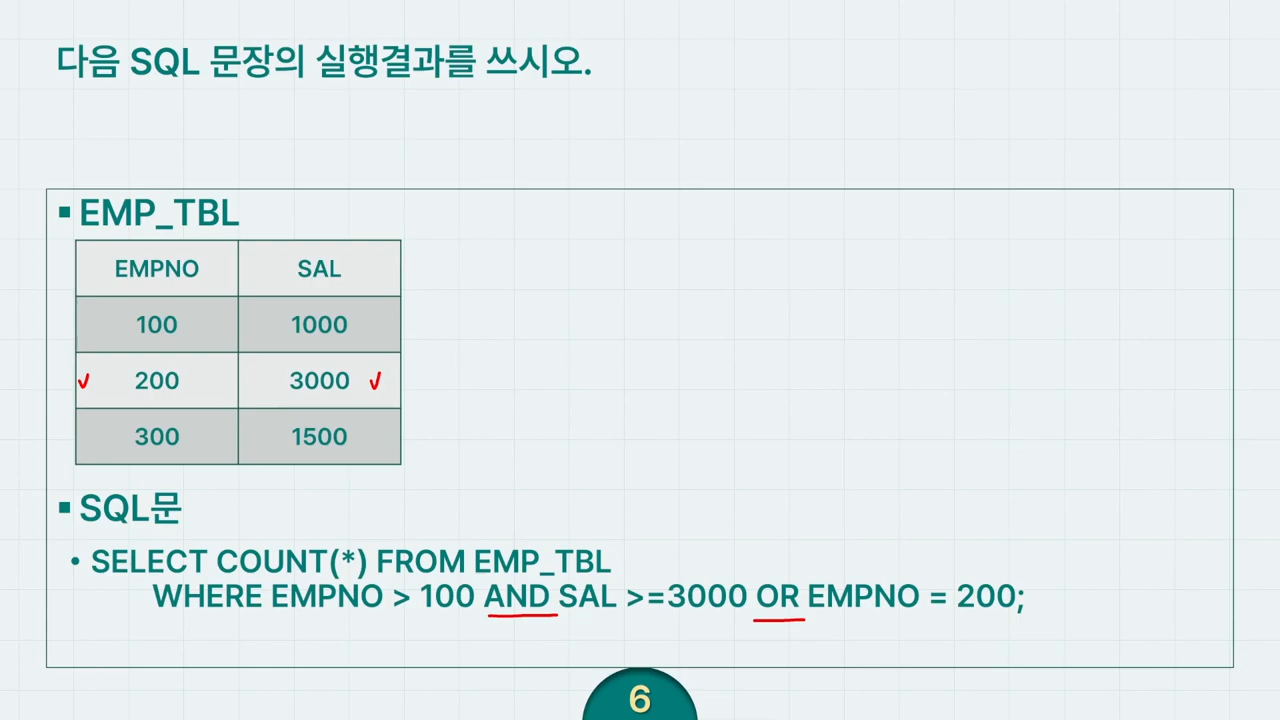 다음 SQL 문장의 실행결과를 쓰시오.
▪ EMP_TBL
EMPNO SAL
100 1000
200 3000
300 1500
▪ SQL문
• SELECT COUNT(*) FROM EMP_TBL
WHERE EMPNO > 100 AND SAL >=3000 OR EMPNO = 200;
6